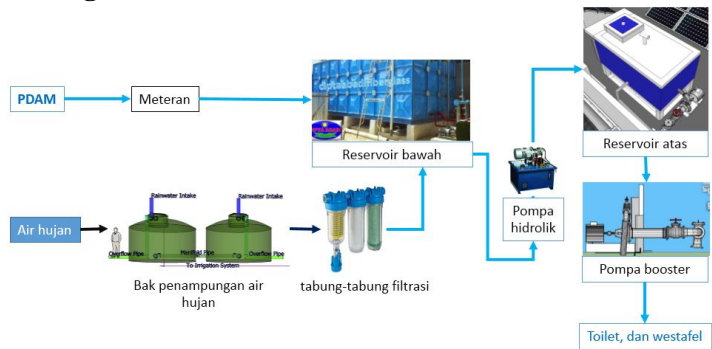 PDAM
Meteran
ciptaabadifiberglass
Reservoir bawah
Reservoir atas
Pompa
hidrolik
Air hujan
Rainwater Intake
Rainwater Intake
Overflow Pipe
Manifold Pipe
Overflow Pipe
To Irrigation System
Bak penampungan air
hujan
tabung-tabung filtrasi
Pompa booster
Toilet, dan westafel